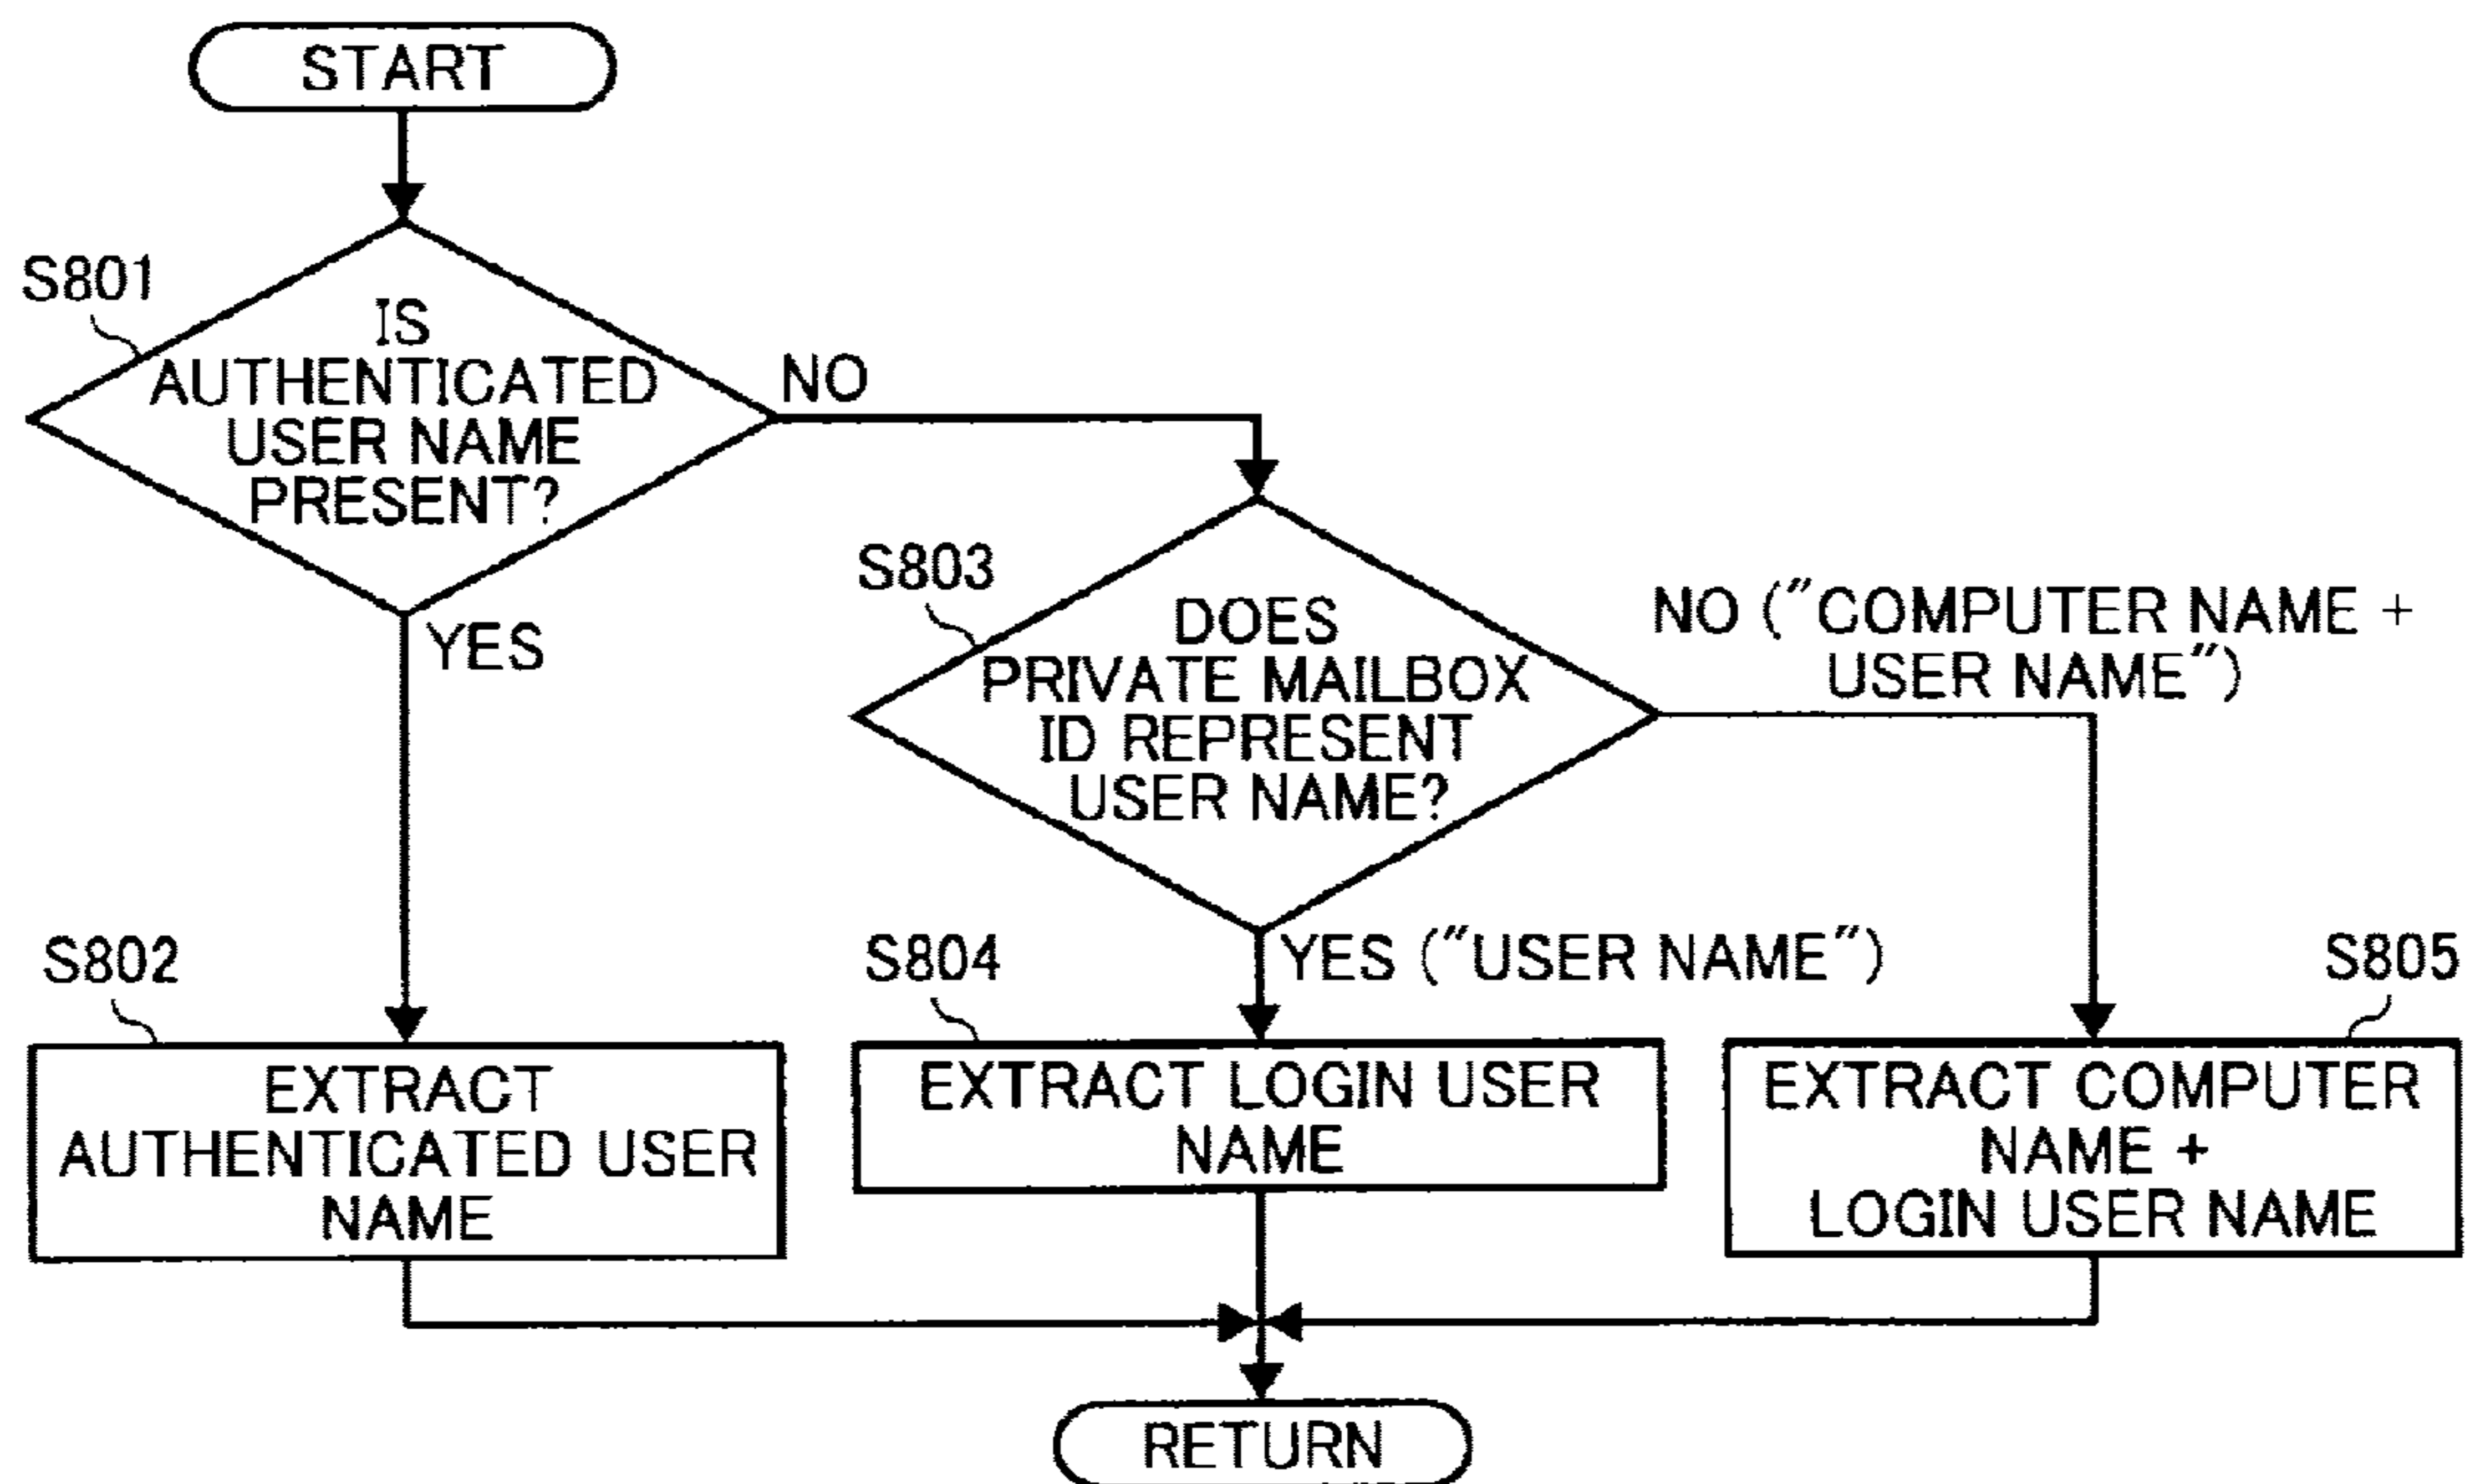 START
S801
IS
AUTHENTICATED
USER NAME
PRESENT?
NO
YES
S803
DOES
PRIVATE MAILBOX
ID REPRESENT
USER NAME?
NO ("COMPUTER NAME +
USER NAME")
YES ("USER NAME")
S802
EXTRACT
AUTHENTICATED USER
NAME
S804
EXTRACT LOGIN USER
NAME
S805
EXTRACT COMPUTER
NAME +
LOGIN USER NAME
RETURN